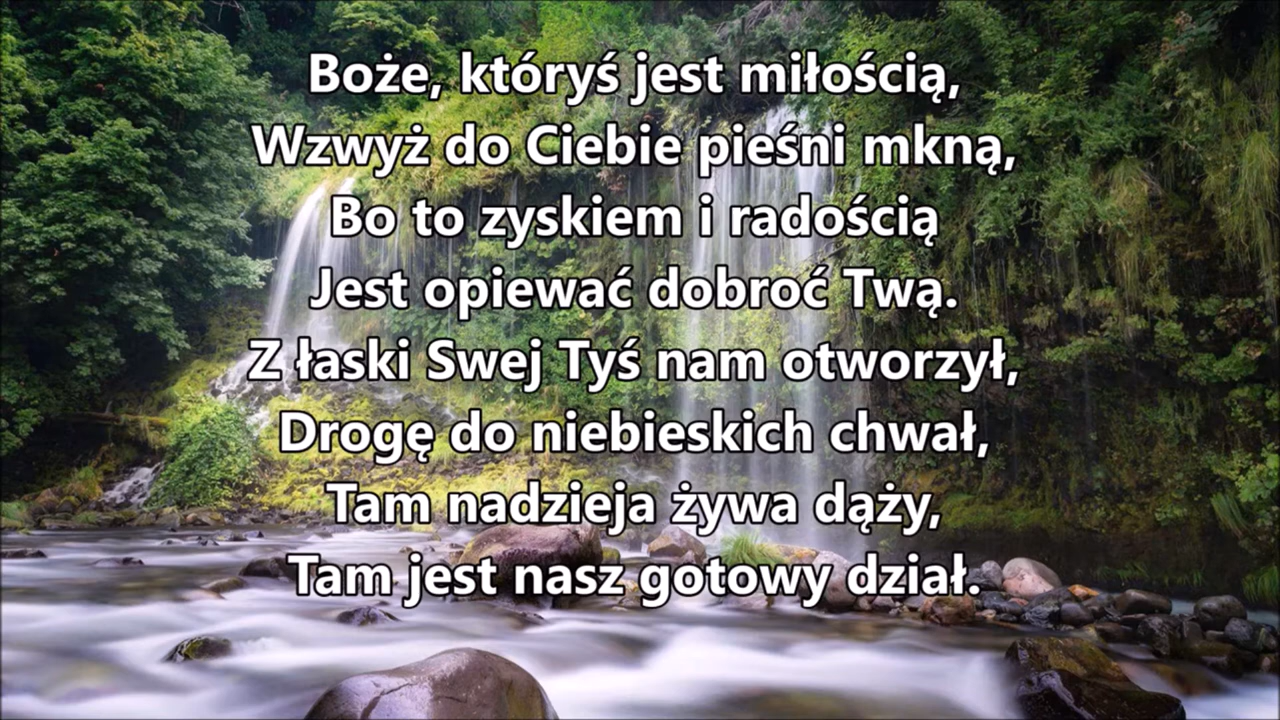 Boże, któryś jest miłością,
Wzwyż do Ciebie pieśni mkną,
Bo to zyskiem i radością
Jest opiewać dobroć Twą.
Z łaski Swej Tyś nam otworzył,
Drogę do niebieskich chwał,
Tam nadzieja żywa dąży,
Tam jest nasz gotowy dział.